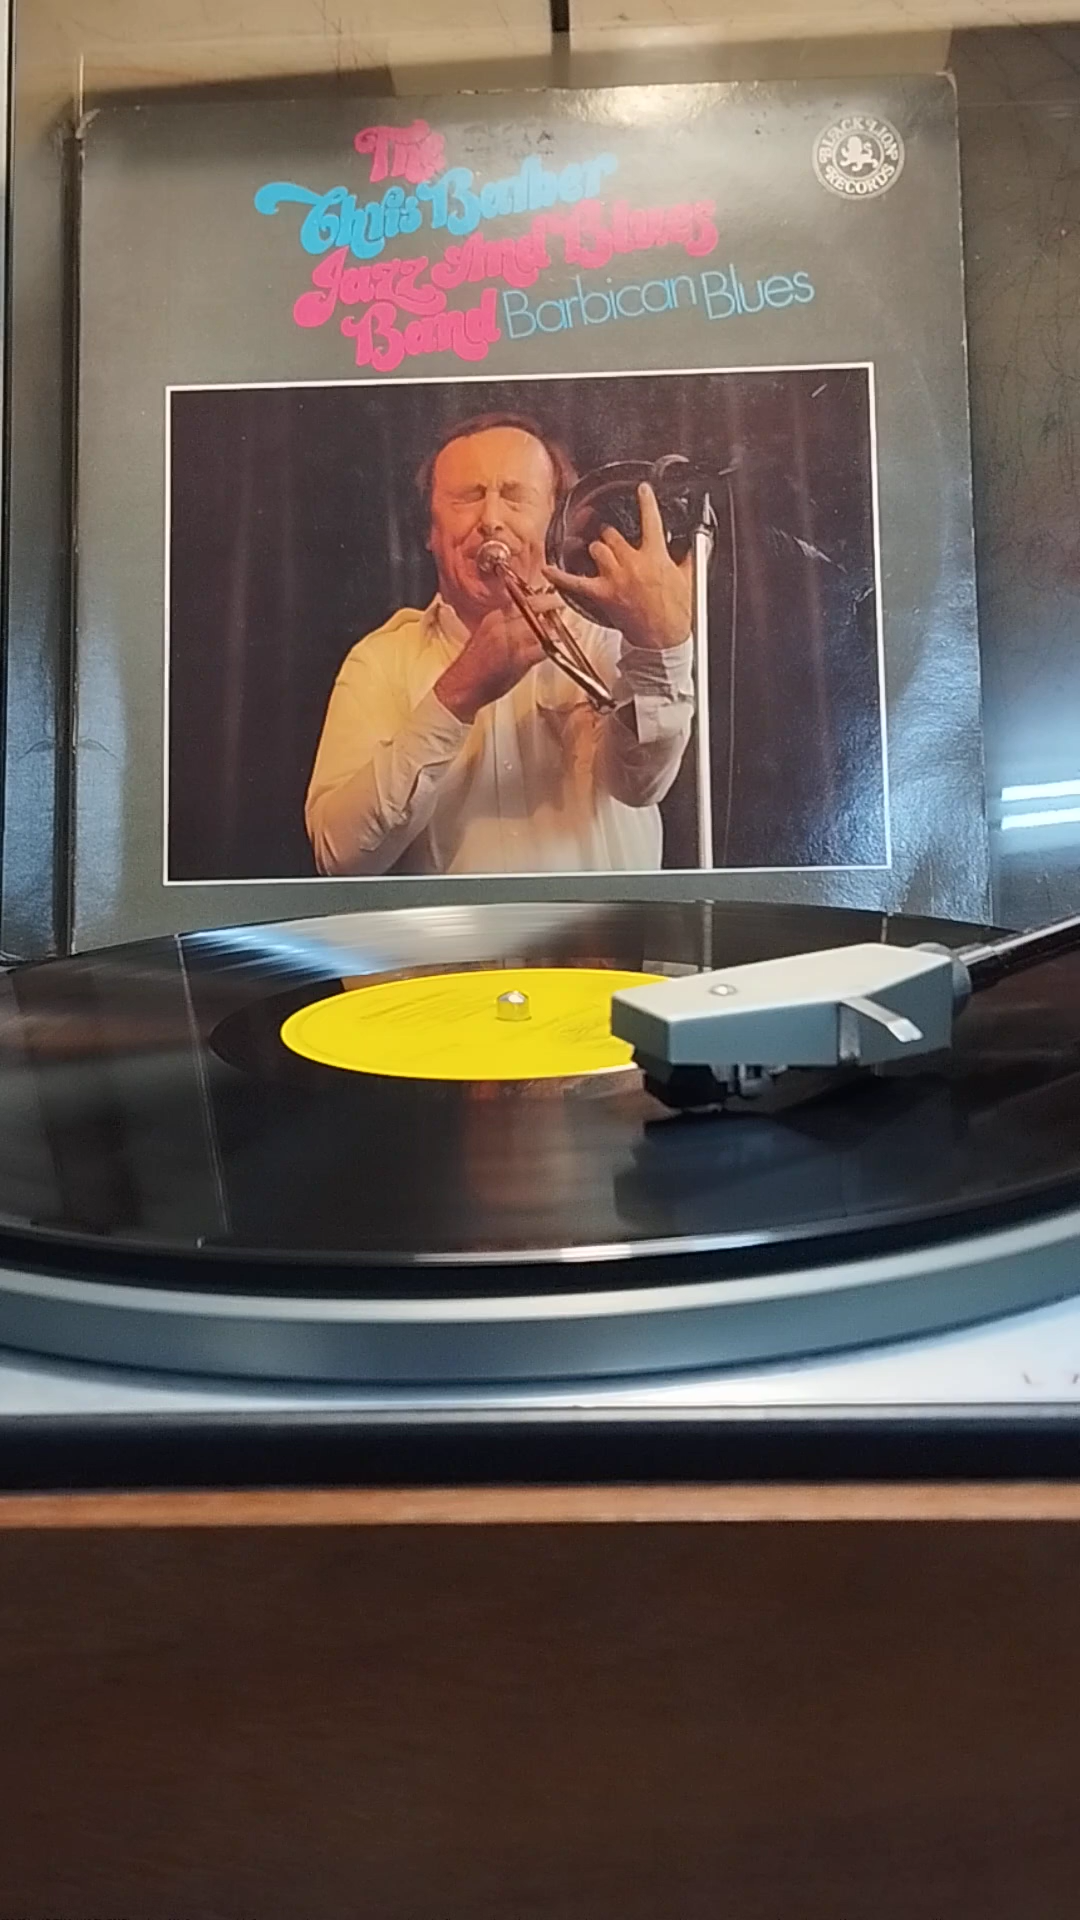 The
Chris Barber
Jazz And Blues
Band Barbican Blues
BLACK LION
RECORDS